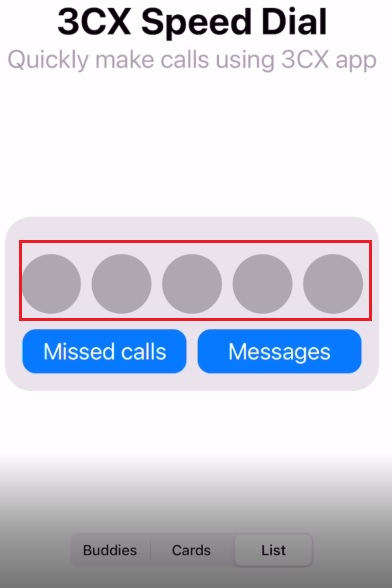 3CX Speed Dial
Quickly make calls using 3CX app
Missed calls
Messages
Buddies
Cards
List